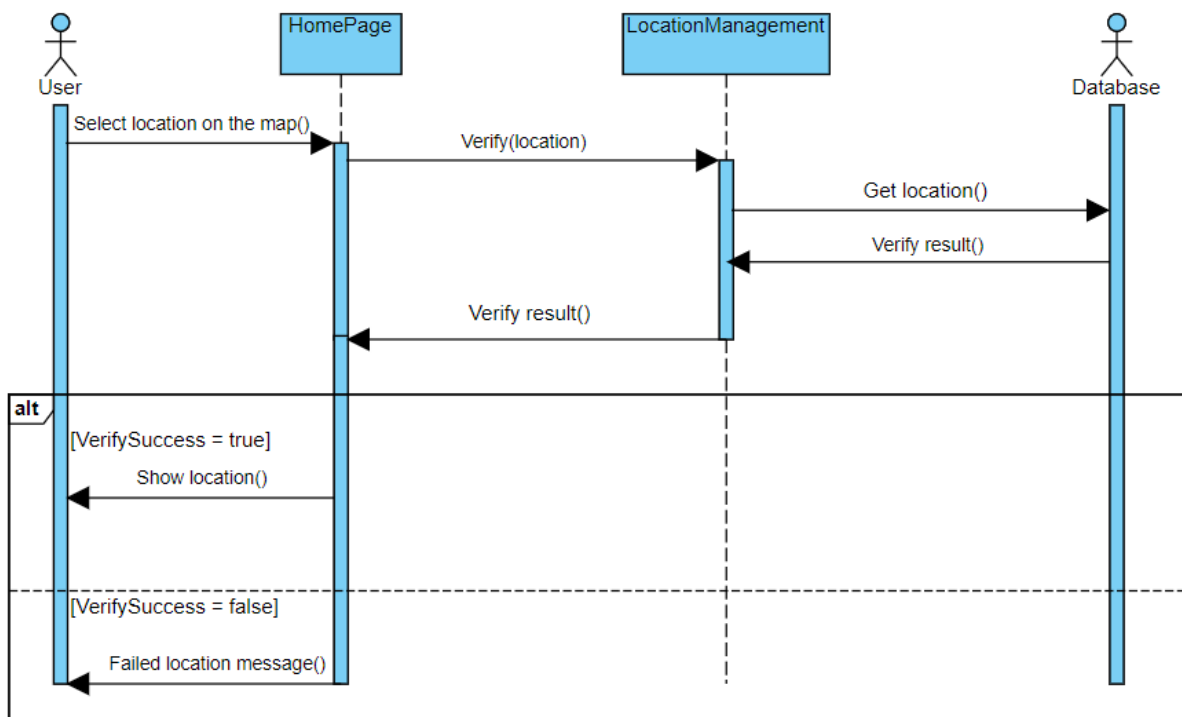 HomePage
LocationManagement
User
Database
Select location on the map()
Verify(location)
Get location()
Verify result()
Verify result()
alt
[VerifySuccess = true]
Show location()
[VerifySuccess = false]
Failed location message()